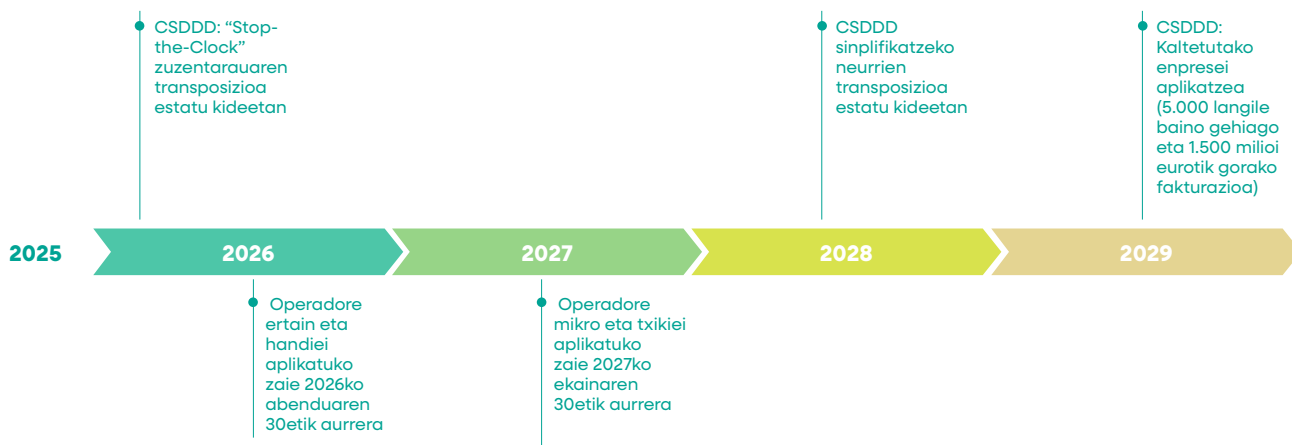 CSDDD: “Stop-
the-Clock”
zuzentarauaren
transposizioa
estatu kideetan
CSDDD
sinplifikatzeko
neurrien
transposizioa
estatu kideetan
CSDDD:
Kaltetutako
enpresei
aplikatzea
(5.000 langile
baino gehiago
eta 1.500 milioi
eurotik gorako
fakturazioa)
2025
2026
2027
2028
2029
Operadore
ertain eta
handiei
aplikatuko
zaie 2026ko
abenduaren
30etik aurrera
Operadore
mikro eta txikiei
aplikatuko
zaie 2027ko
ekainaren
30etik aurrera